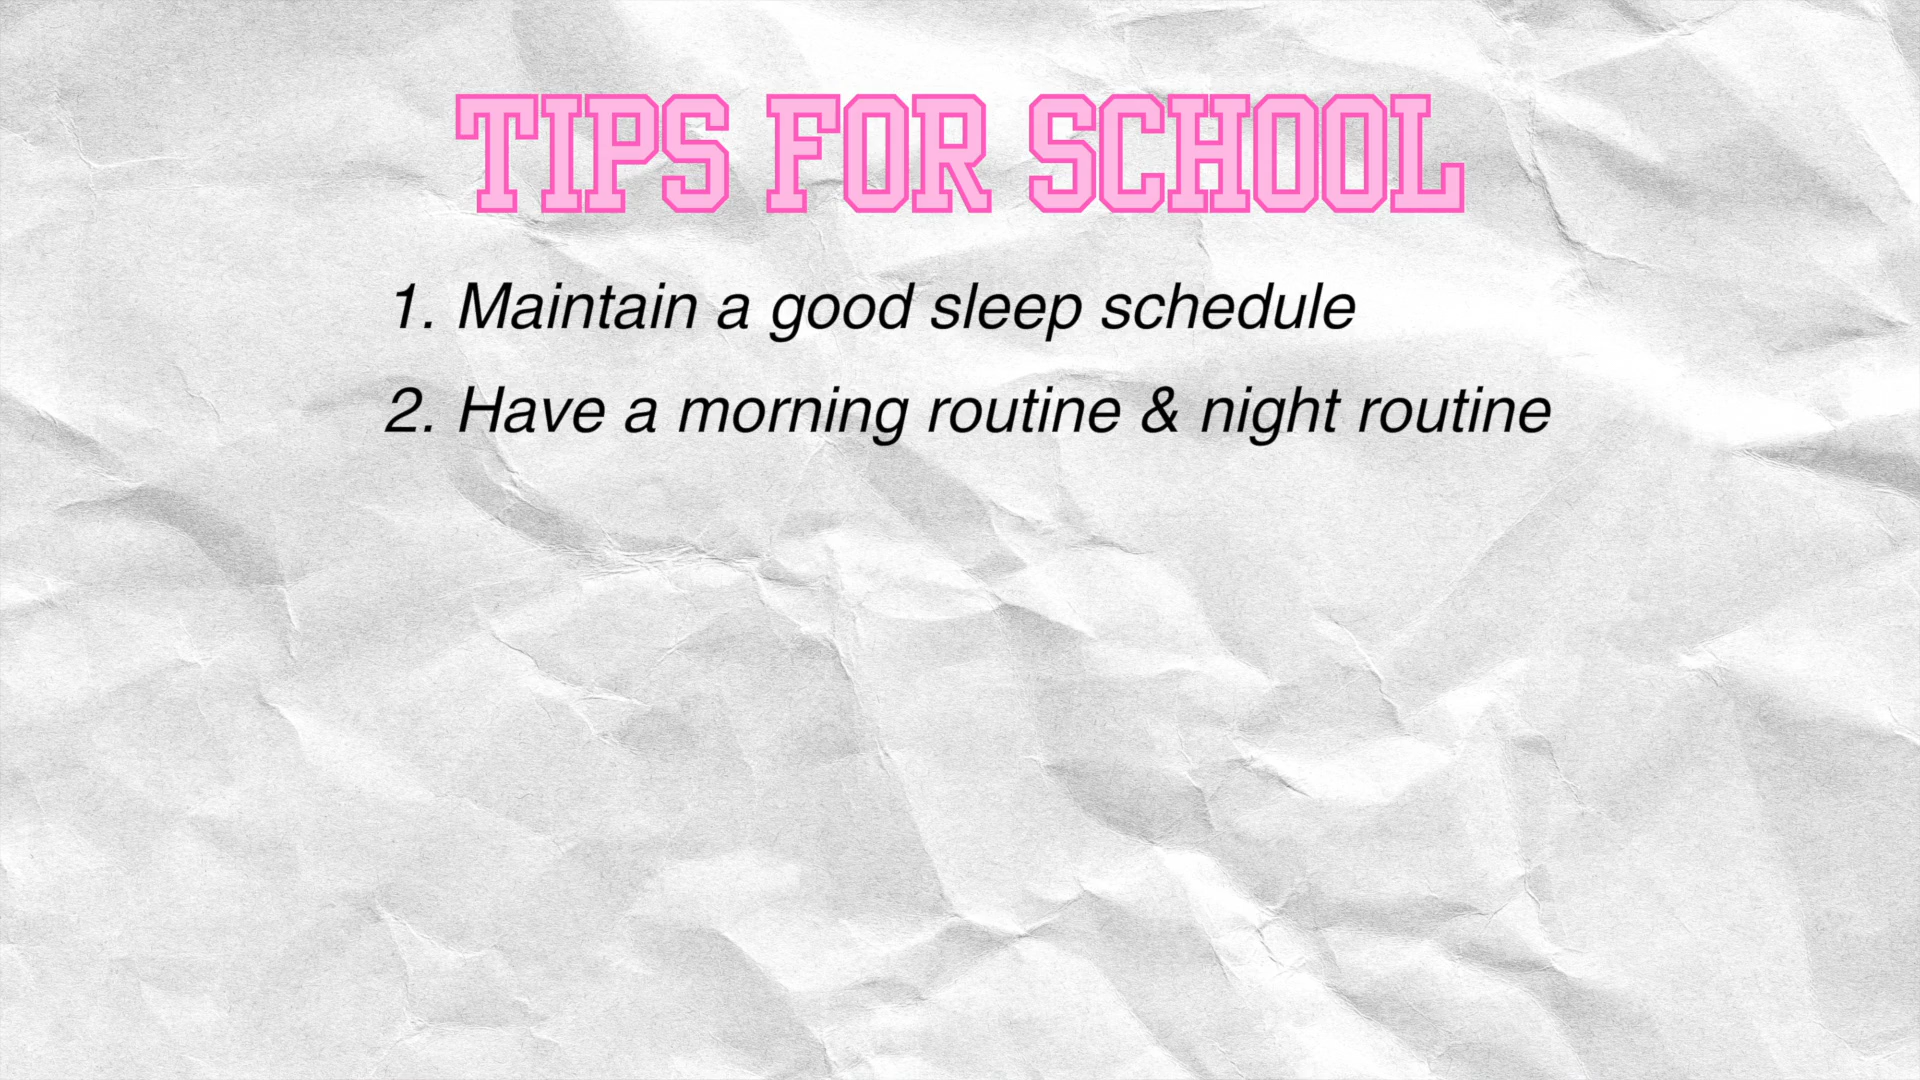 TIPS FOR SCHOOL
1. Maintain a good sleep schedule
2. Have a morning routine & night routine